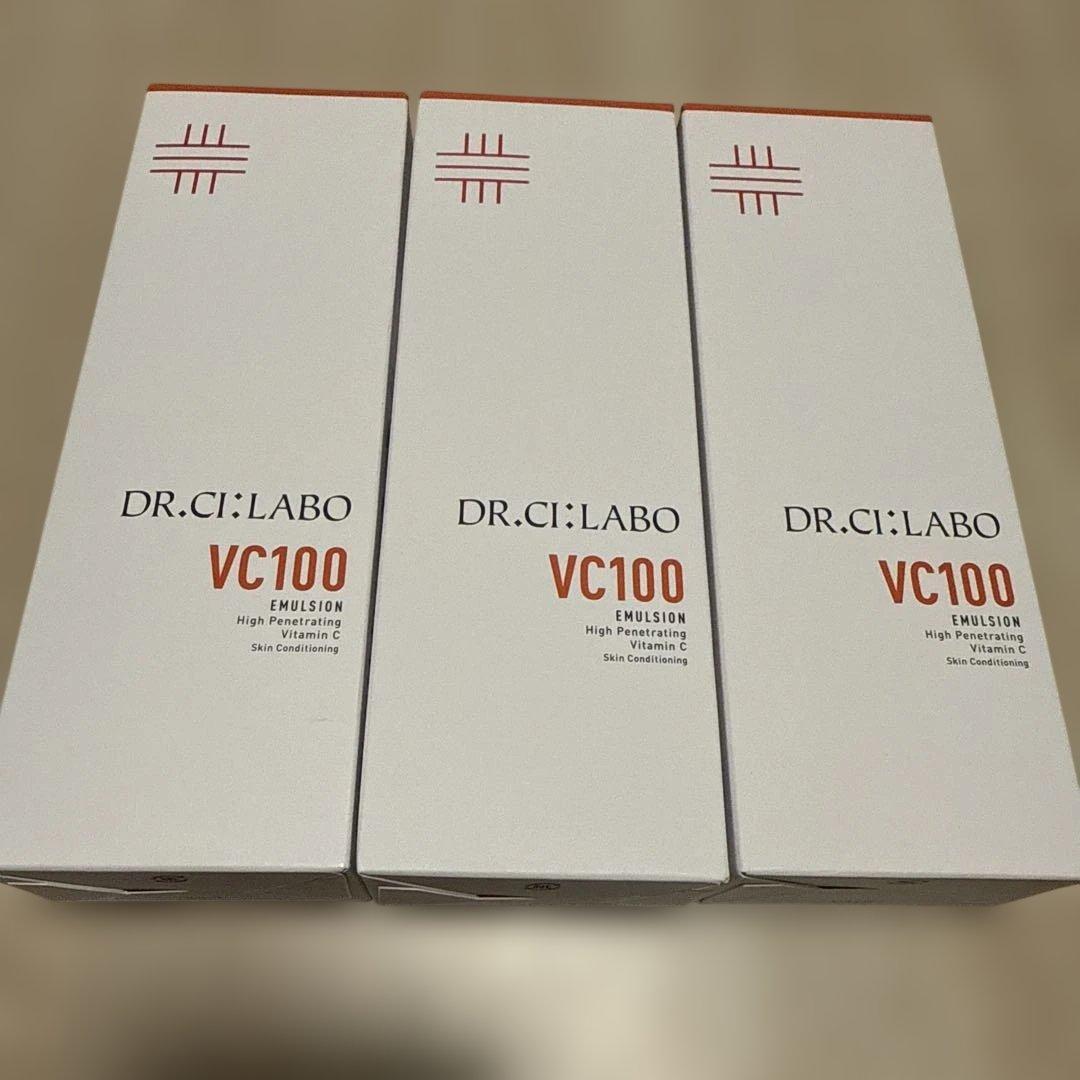 DR.CI:LABO
VC100
EMULSION
High Penetrating
Vitamin C
Skin Conditioning
DR.CI:LABO
VC100
EMULSION
High Penetrating
Vitamin C
Skin Conditioning
DR.CI:LABO
VC100
EMULSION
High Penetrating
Vitamin C
Skin Conditioning